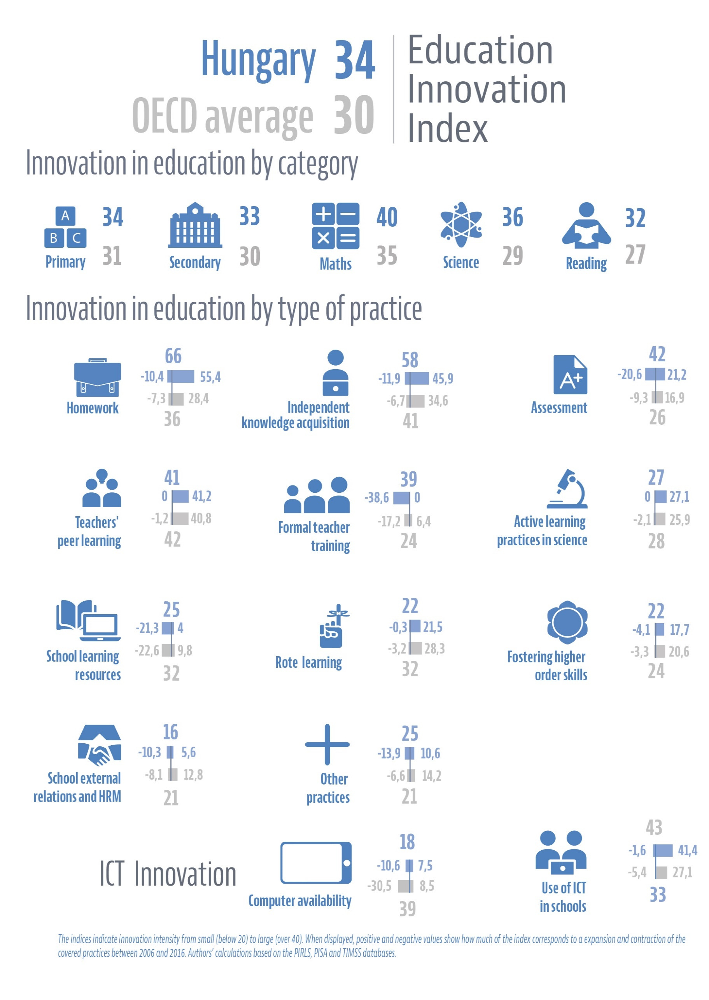 Hungary 34
OECD average 30
Education
Innovation
Index
Innovation in education by category
A
B C
Primary
34
31
Secondary
33
30
Maths
40
35
Science
36
29
Reading
32
27
Innovation in education by type of practice
Homework
66
-10,4 55,4
-7,3 28,4
36
Independent
knowledge acquisition
58
-11,9 45,9
-6,7 34,6
41
A+
Assessment
42
-20,6 21,2
-9,3 16,9
26
Teachers'
peer learning
41
0 41,2
-1,2 40,8
42
Formal teacher
training
39
-38,6 0
-17,2 6,4
24
Active learning
practices in science
27
0 27,1
-2,1 25,9
28
School learning
resources
25
-21,3 4
-22,6 9,8
32
Rote learning
22
-0,3 21,5
-3,2 28,3
32
Fostering higher
order skills
22
-4,1 17,7
-3,3 20,6
24
School external
relations and HRM
16
-10,3 5,6
-8,1 12,8
21
Other
practices
25
-13,9 10,6
-6,6 14,2
21
ICT Innovation
Computer availability
18
-10,6 7,5
-30,5 8,5
39
Use of ICT
in schools
43
-1,6 41,4
-5,4 27,1
33
The indices indicate innovation intensity from small (below 20) to large (over 40). When displayed, positive and negative values show how much of the index corresponds to a expansion and contraction of the
covered practices between 2006 and 2016. Authors' calculations based on the PIRLS, PISA and TIMSS databases.